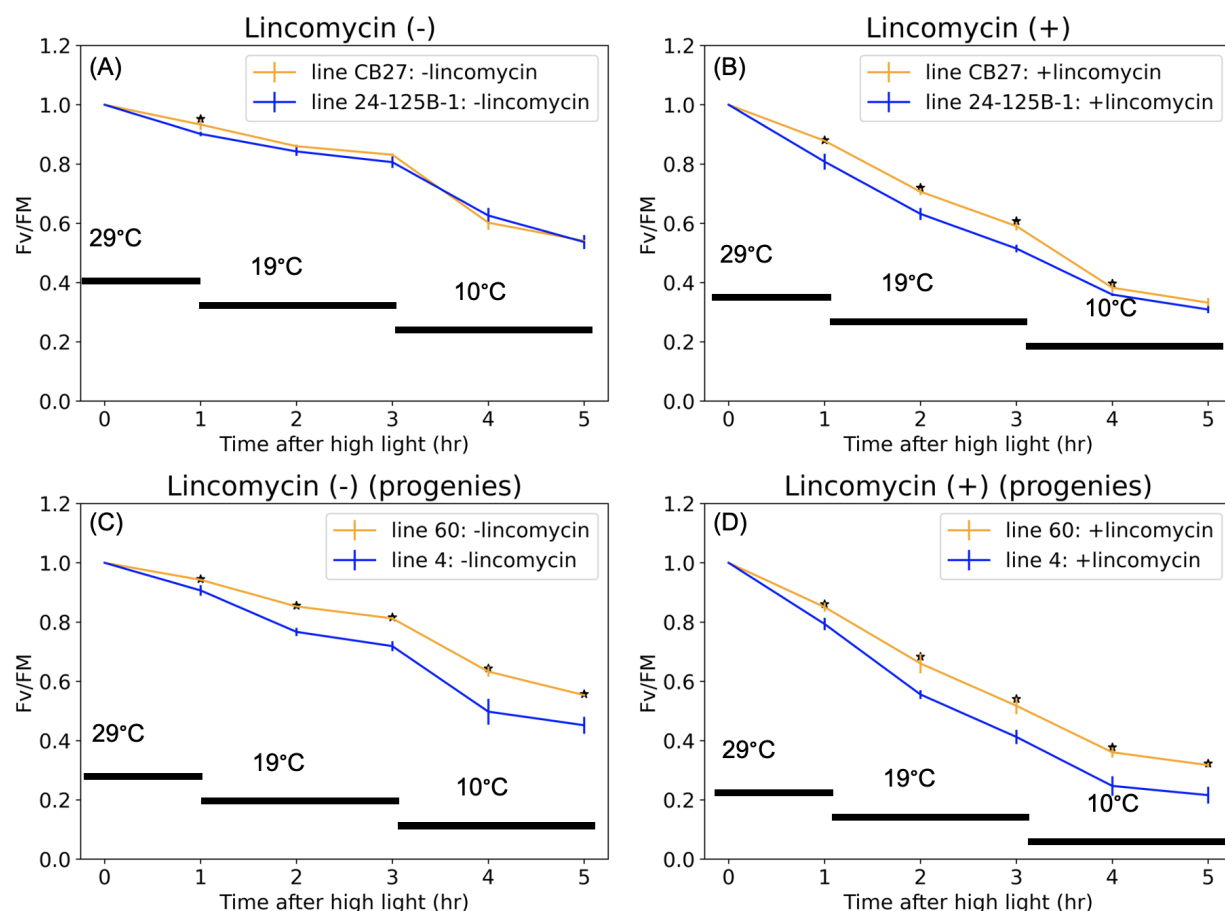 Lincomycin (-)
(A)
line CB27: -lincomycin
line 24-125B-1: -lincomycin
1.2
1.0
0.8
0.6
0.4
0.2
0.0
Fv/FM
29°C
19°C
10°C
0 1 2 3 4 5
Time after high light (hr)
Lincomycin (+)
(B)
line CB27: +lincomycin
line 24-125B-1: +lincomycin
1.2
1.0
0.8
0.6
0.4
0.2
0.0
Fv/FM
29°C
19°C
10°C
0 1 2 3 4 5
Time after high light (hr)
Lincomycin (-) (progenies)
(C)
line 60: -lincomycin
line 4: -lincomycin
1.2
1.0
0.8
0.6
0.4
0.2
0.0
Fv/FM
29°C
19°C
10°C
0 1 2 3 4 5
Time after high light (hr)
Lincomycin (+) (progenies)
(D)
line 60: +lincomycin
line 4: +lincomycin
1.2
1.0
0.8
0.6
0.4
0.2
0.0
Fv/FM
29°C
19°C
10°C
0 1 2 3 4 5
Time after high light (hr)